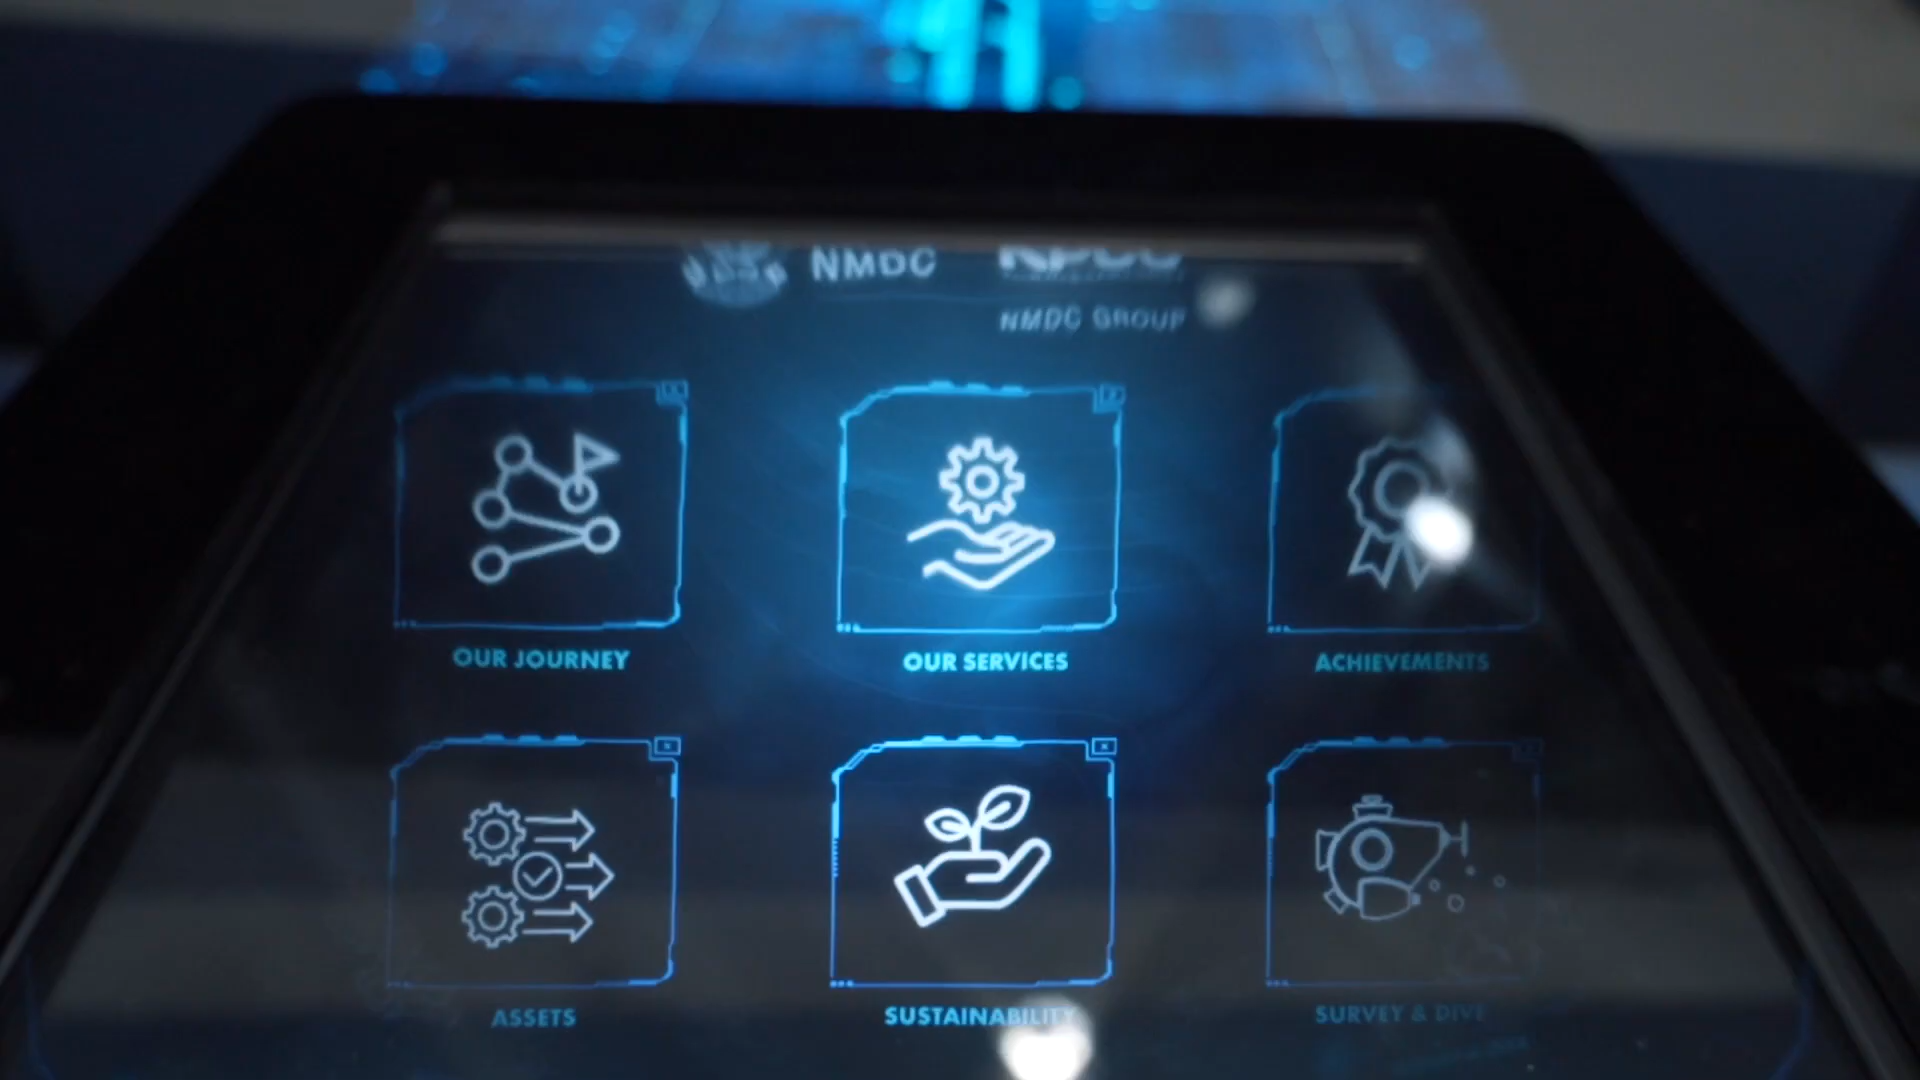 NMDC
NMDC GROUP
OUR JOURNEY
OUR SERVICES
ACHIEVEMENTS
ASSETS
SUSTAINABILITY
SURVEY & DIVE